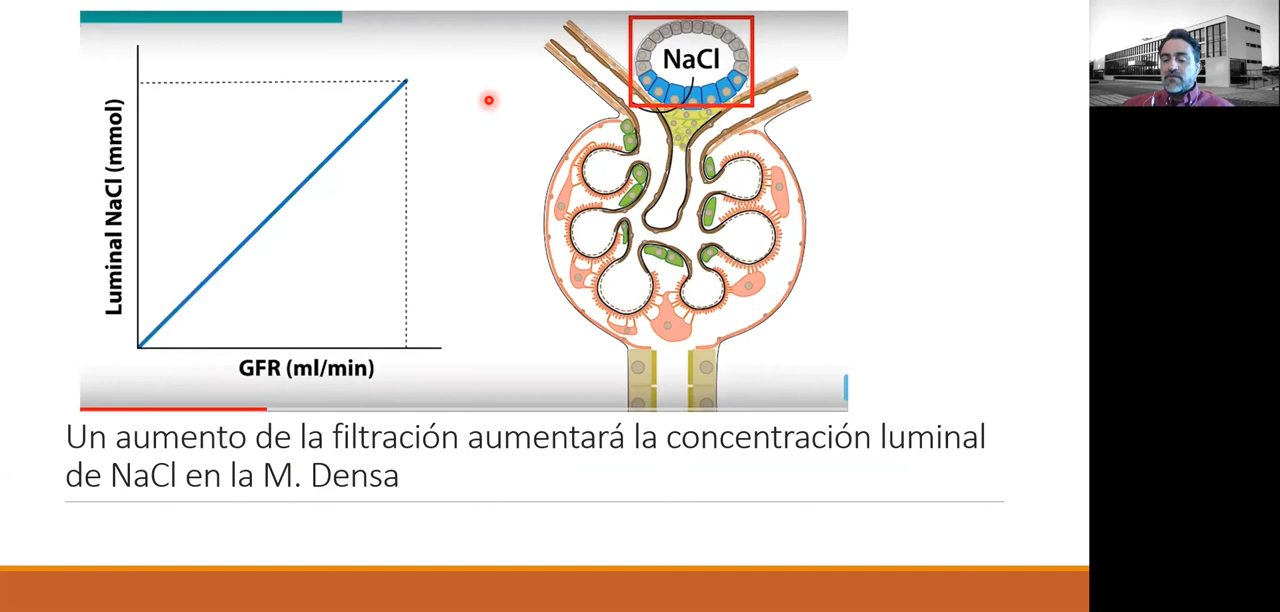 NaCl
Luminal NaCl (mmol)
GFR (ml/min)
Un aumento de la filtración aumentará la concentración luminal
de NaCl en la M. Densa